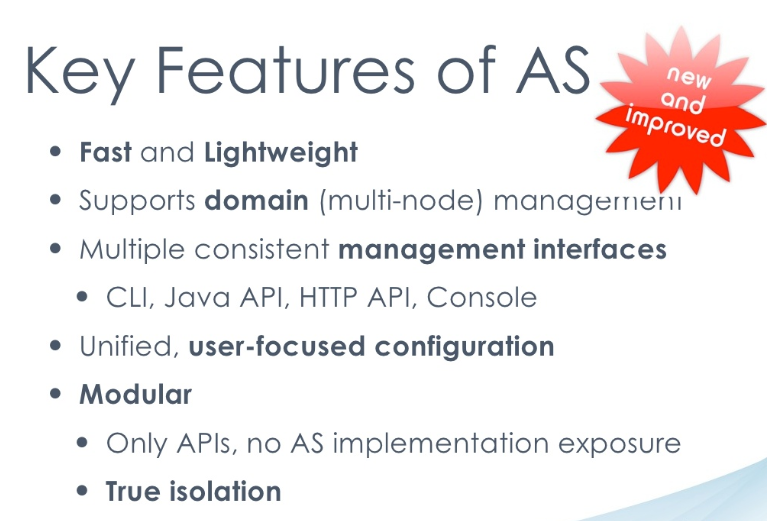 Key Features of AS
new
and
improved
• Fast and Lightweight
• Supports domain (multi-node) management
• Multiple consistent management interfaces
• CLI, Java API, HTTP API, Console
• Unified, user-focused configuration
• Modular
• Only APIs, no AS implementation exposure
• True isolation